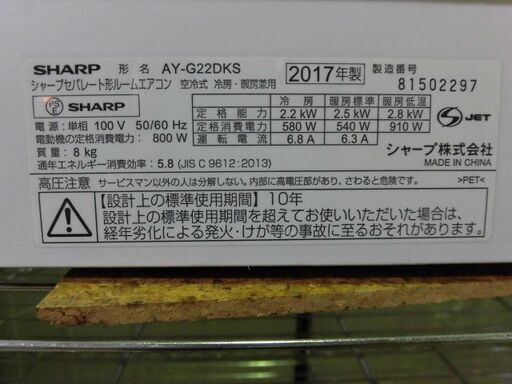 SHARP 形名 AY-G22DKS 2017年製 製造番号
シャープセパレート形ルームエアコン 空冷式 冷房・暖房兼用 81502297
PSE SHARP 冷房 暖房標準 暖房低温
定格能力 2.2 kW 2.5 kW 2.8 kW
電源:単相 100 V 50/60 Hz 定格消費電力 580 W 540 W 910 W JET
電動機の定格消費電力: 800 W 運転電流 6.8 A 6.3 A
質量: 8 kg シャープ株式会社
通年エネルギー消費効率: 5.8 (JIS C 9612:2013) MADE IN CHINA
高圧注意 サービスマン以外の人は分解しないで。内部に高電圧部が有り、さわると危険です。 >PET<
【設計上の標準使用期間】10年
設計上の標準使用期間を超えてお使いいただいた場合は、
経年劣化による発火・けが等の事故に至るおそれがあります。